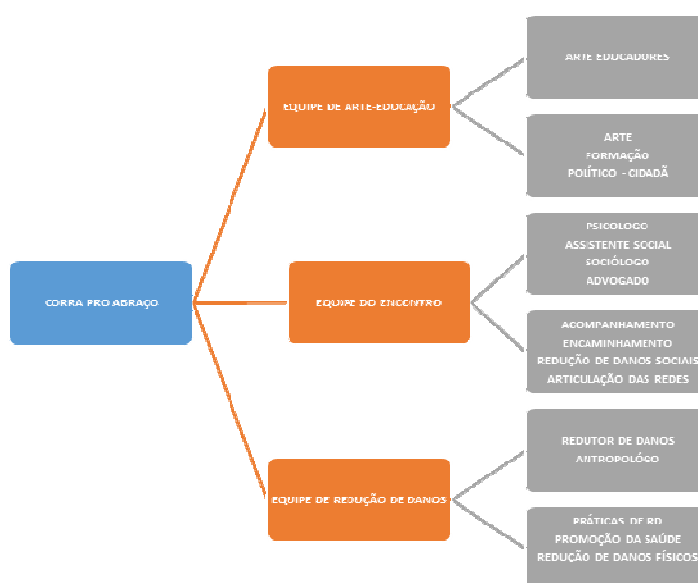 CORRA PRO ABRAÇO
EQUIPE DE ARTE-EDUCAÇÃO
ARTE EDUCADORES
ARTE
FORMAÇÃO
POLÍTICO - CIDADÃ
EQUIPE DO ENCONTRO
PSICOLOGO
ASSISTENTE SOCIAL
SOCIÓLOGO
ADVOGADO
ACOMPANHAMENTO
ENCAMINHAMENTO
REDUÇÃO DE DANOS SOCIAIS
ARTICULAÇÃO DAS REDES
EQUIPE DE REDUÇÃO DE DANOS
REDUTOR DE DANOS
ANTROPOLÓGO
PRÁTICAS DE RD
PROMOÇÃO DA SAÚDE
REDUÇÃO DE DANOS FÍSICOS